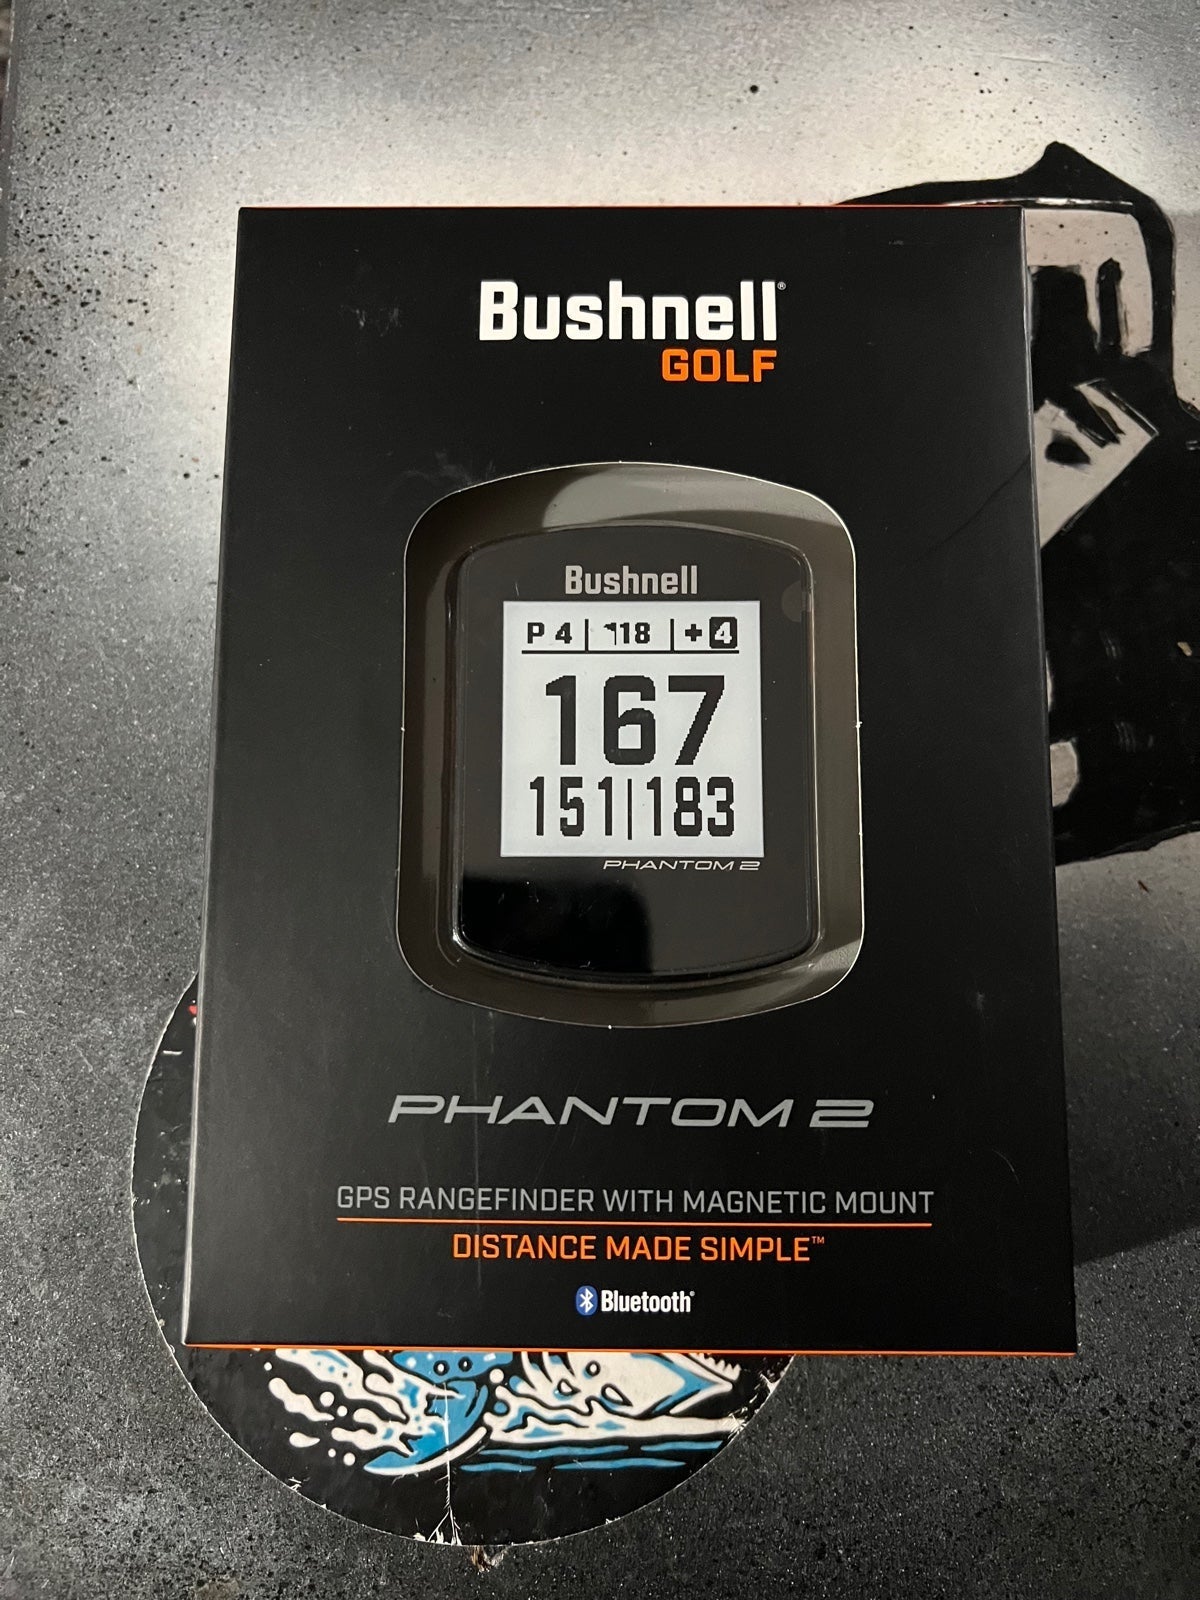 Bushnell®
GOLF
Bushnell
P 4 | 18 | +4
167
151|183
PHANTOM 2
PHANTOM 2
GPS RANGEFINDER WITH MAGNETIC MOUNT
DISTANCE MADE SIMPLE™
Bluetooth®